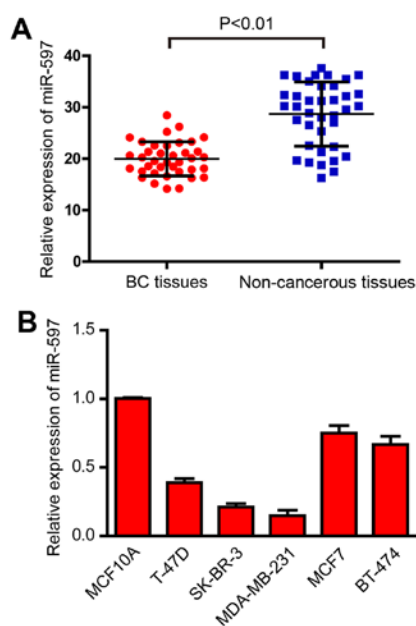 A
P<0.01
Relative expression of miR-597
40
30
20
10
0
BC tissues
Non-cancerous tissues
B
Relative expression of miR-597
1.5
1.0
0.5
0.0
MCF10A
T-47D
SK-BR-3
MDA-MB-231
MCF7
BT-474